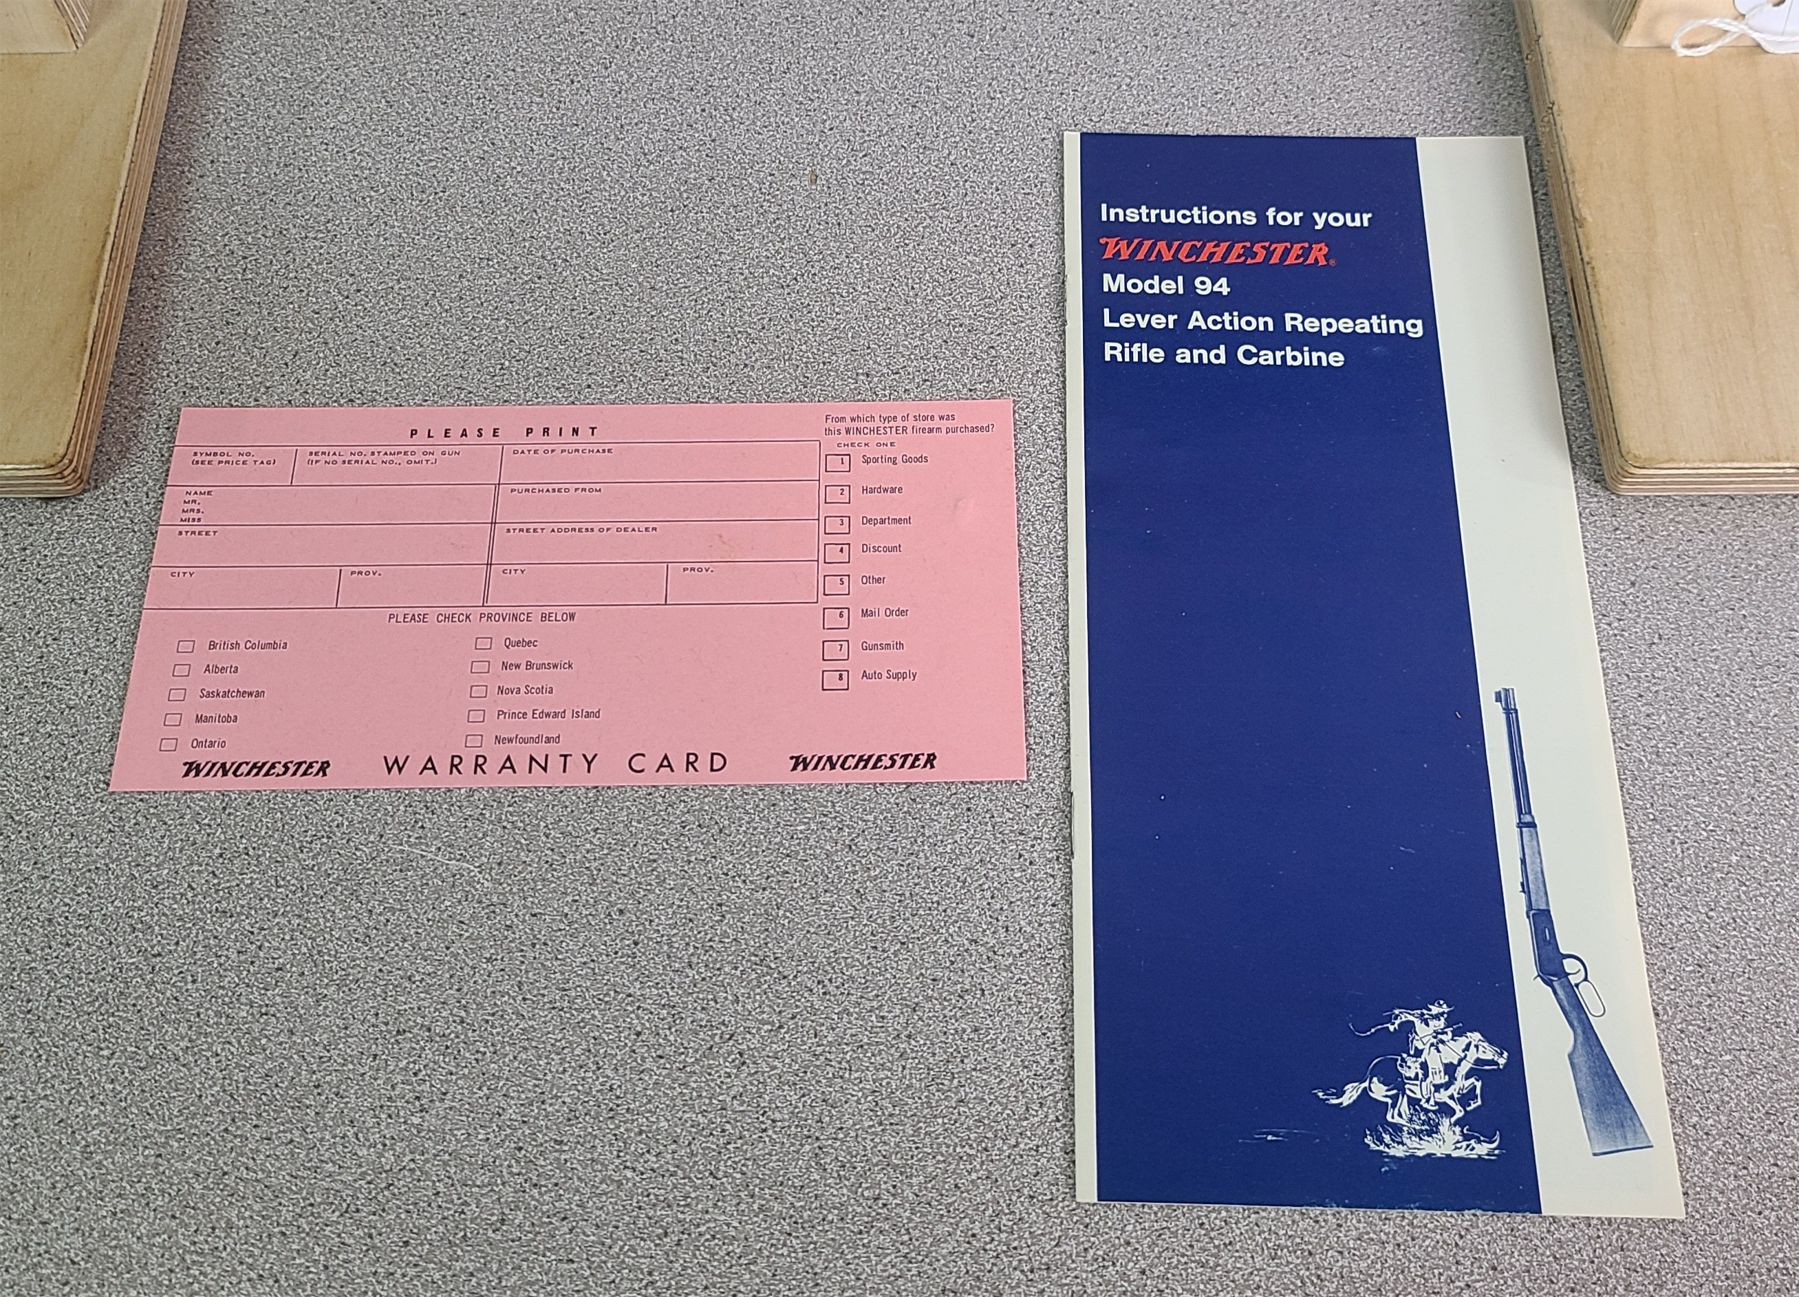 PLEASE PRINT
SYMBOL NO.
(SEE PRICE TAG)
SERIAL NO. STAMPED ON GUN
(IF NO SERIAL NO., OMIT.)
DATE OF PURCHASE
NAME
MR.
MRS.
MISS
PURCHASED FROM
STREET
STREET ADDRESS OF DEALER
CITY
PROV.
CITY
PROV.
PLEASE CHECK PROVINCE BELOW
British Columbia
Alberta
Saskatchewan
Manitoba
Ontario
Quebec
New Brunswick
Nova Scotia
Prince Edward Island
Newfoundland
From which type of store was
this WINCHESTER firearm purchased?
CHECK ONE
1 Sporting Goods
2 Hardware
3 Department
4 Discount
5 Other
6 Mail Order
7 Gunsmith
8 Auto Supply
WINCHESTER WARRANTY CARD WINCHESTER
Instructions for your
WINCHESTER®
Model 94
Lever Action Repeating
Rifle and Carbine